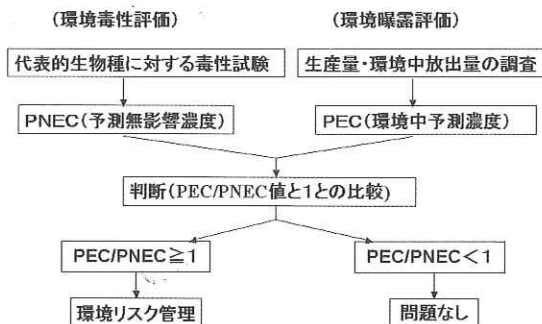 (環境毒性評価)
(環境曝露評価)
代表的生物種に対する毒性試験
生産量・環境中放出量の調査
PNEC(予測無影響濃度)
PEC(環境中予測濃度)
判断(PEC/PNEC値と1との比較)
PEC/PNEC≧1
PEC/PNEC<1
環境リスク管理
問題なし